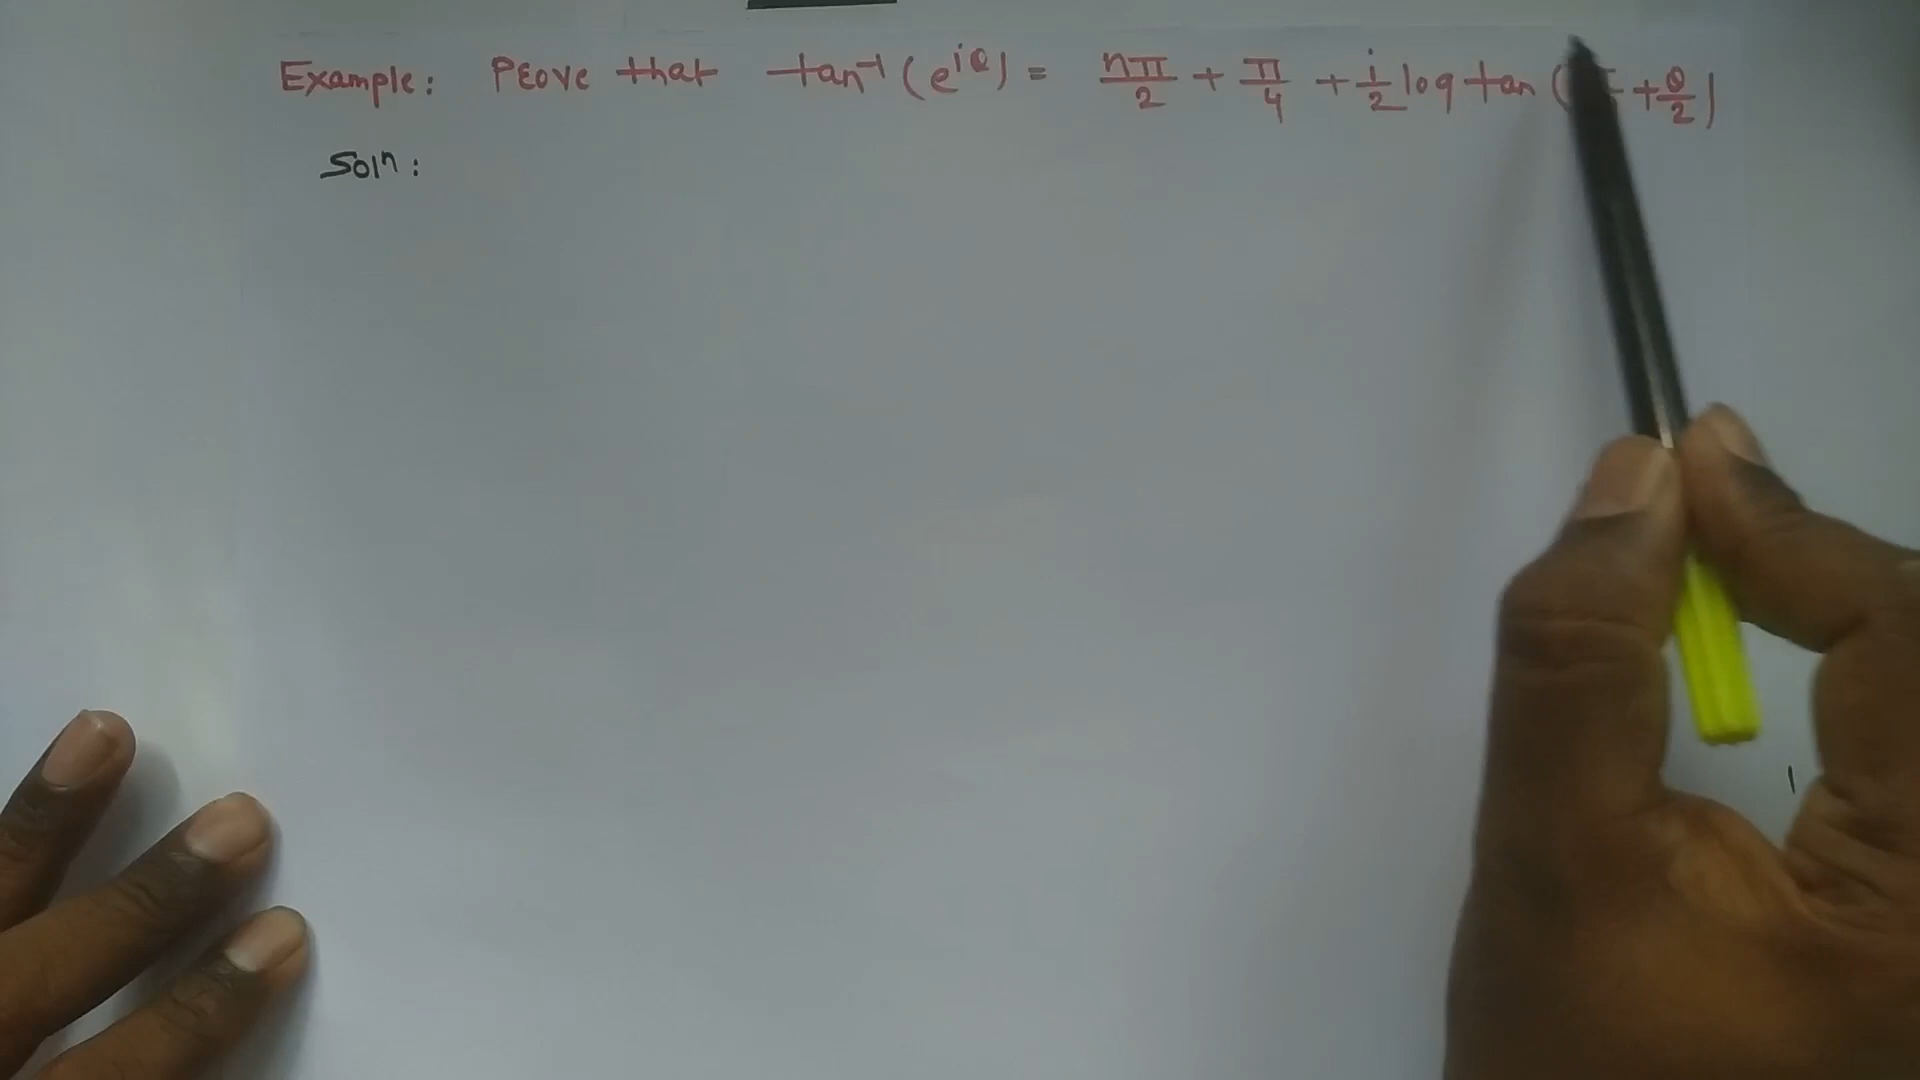 Example: Prove that tan⁻¹(e^{iθ}) = nπ/2 + π/4 + i/2 log tan ( + θ/2)
Solⁿ: